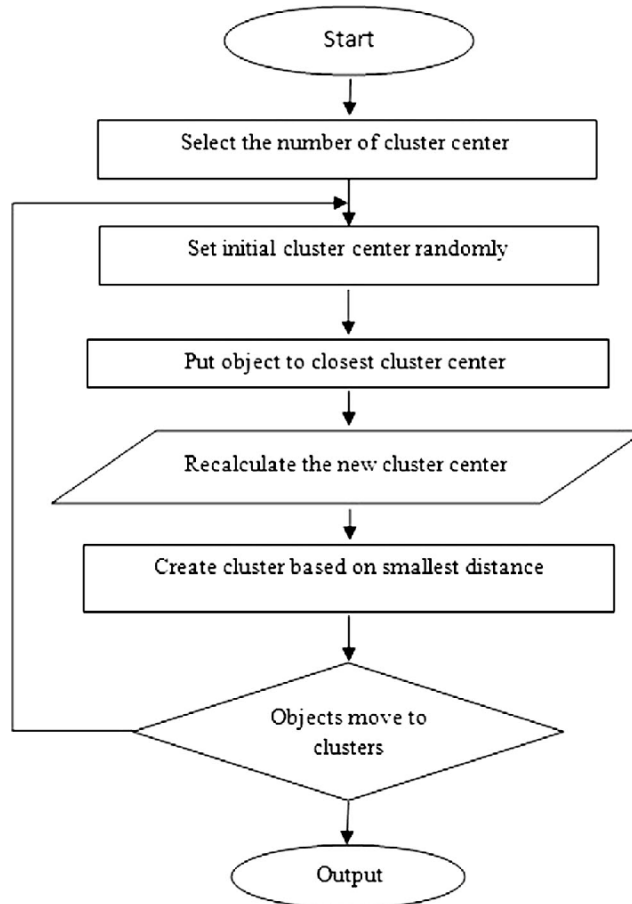 Start
Select the number of cluster center
Set initial cluster center randomly
Put object to closest cluster center
Recalculate the new cluster center
Create cluster based on smallest distance
Objects move to
clusters
Output